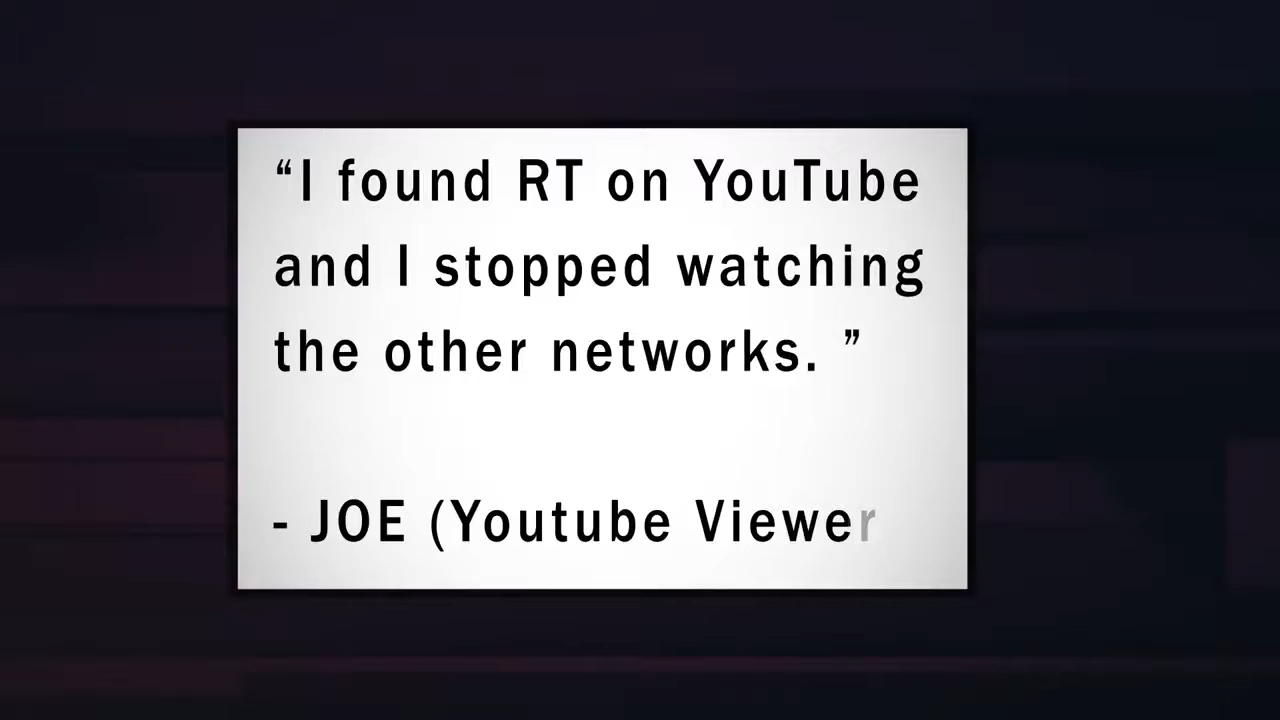 “I found RT on YouTube
and I stopped watching
the other networks. ”
- JOE (Youtube Viewer